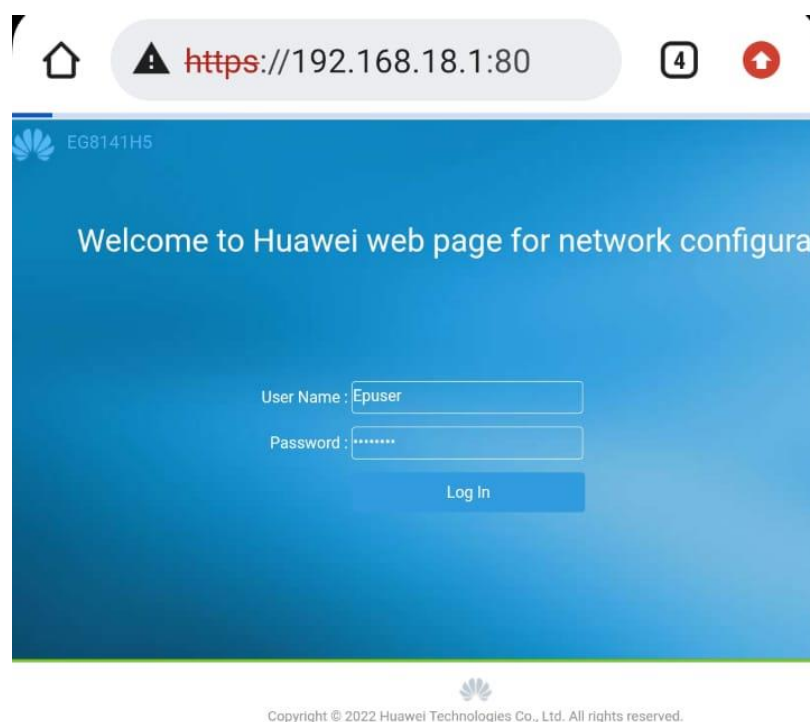 https://192.168.18.1:80
4
EG8141H5
Welcome to Huawei web page for network configura
User Name : Epuser
Password : ········
Log In
Copyright © 2022 Huawei Technologies Co., Ltd. All rights reserved.